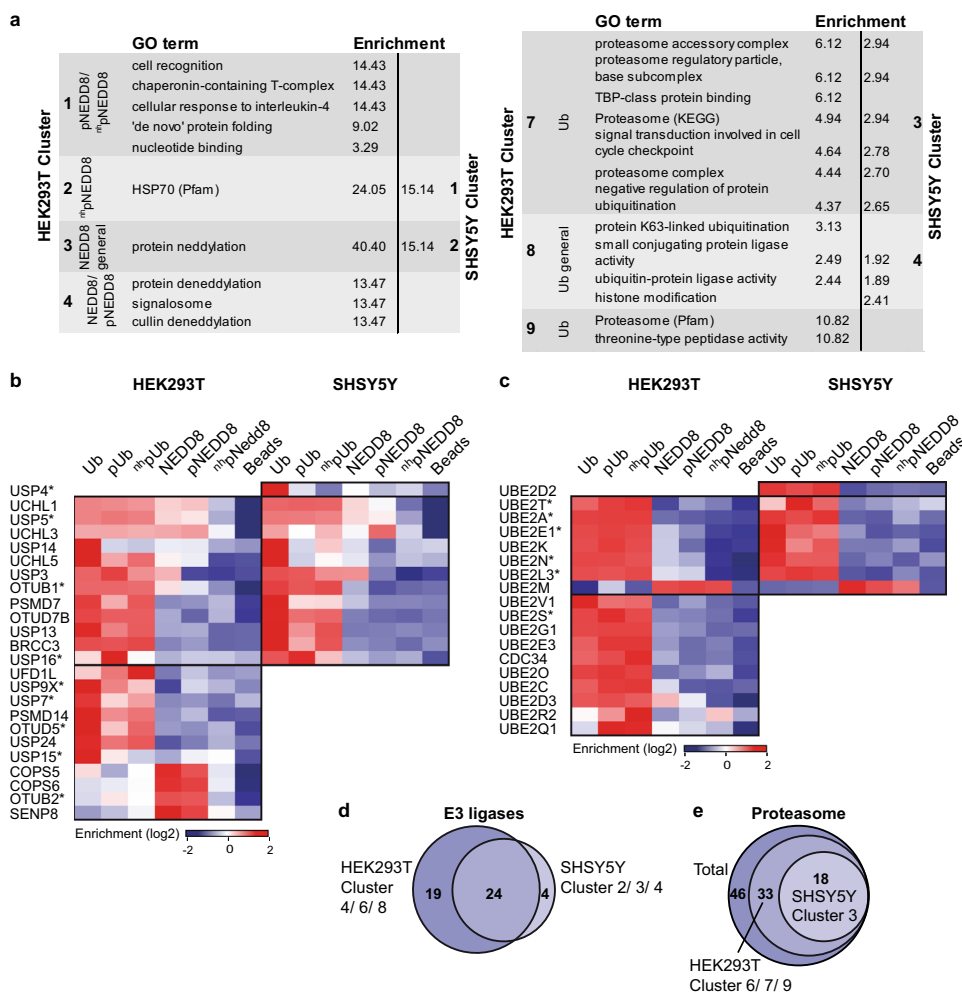 a
GO term Enrichment
HEK293T Cluster
SHSY5Y Cluster
1 pNEDD8/ nhpNEDD8
cell recognition 14.43
chaperonin-containing T-complex 14.43
cellular response to interleukin-4 14.43
'de novo' protein folding 9.02
nucleotide binding 3.29
2 nhpNEDD8 HSP70 (Pfam) 24.05 15.14 1
3 NEDD8 general protein neddylation 40.40 15.14 2
4 NEDD8/ pNEDD8
protein deneddylation 13.47
signalosome 13.47
cullin deneddylation 13.47
GO term Enrichment
HEK293T Cluster
SHSY5Y Cluster
7 Ub 3
proteasome accessory complex 6.12 2.94
proteasome regulatory particle,
base subcomplex 6.12 2.94
TBP-class protein binding 6.12
Proteasome (KEGG) 4.94 2.94
signal transduction involved in cell
cycle checkpoint 4.64 2.78
proteasome complex 4.44 2.70
negative regulation of protein
ubiquitination 4.37 2.65
8 Ub general 4
protein K63-linked ubiquitination 3.13
small conjugating protein ligase
activity 2.49 1.92
ubiquitin-protein ligase activity 2.44 1.89
histone modification 2.41
9 Ub
Proteasome (Pfam) 10.82
threonine-type peptidase activity 10.82
b
HEK293T SHSY5Y
Ub pUb nhpUb NEDD8 pNEDD8 nhpNedd8 Beads Ub pUb nhpUb NEDD8 pNEDD8 nhpNEDD8 Beads
USP4*
UCHL1
USP5*
UCHL3
USP14
UCHL5
USP3
OTUB1*
PSMD7
OTUD7B
USP13
BRCC3
USP16*
UFD1L
USP9X*
USP7*
PSMD14
OTUD5*
USP24
USP15*
COPS5
COPS6
OTUB2*
SENP8
Enrichment (log2)
-2 0 2
c
HEK293T SHSY5Y
Ub pUb nhpUb NEDD8 pNEDD8 nhpNedd8 Beads Ub pUb nhpUb NEDD8 pNEDD8 nhpNEDD8 Beads
UBE2D2
UBE2T*
UBE2A*
UBE2E1*
UBE2K
UBE2N*
UBE2L3*
UBE2M
UBE2V1
UBE2S*
UBE2G1
UBE2E3
CDC34
UBE2O
UBE2C
UBE2D3
UBE2R2
UBE2Q1
Enrichment (log2)
-2 0 2
d
E3 ligases
HEK293T
Cluster
4/ 6/ 8
19 24 4
SHSY5Y
Cluster 2/ 3/ 4
e
Proteasome
Total
46 33 18
SHSY5Y
Cluster 3
HEK293T
Cluster 6/ 7/ 9